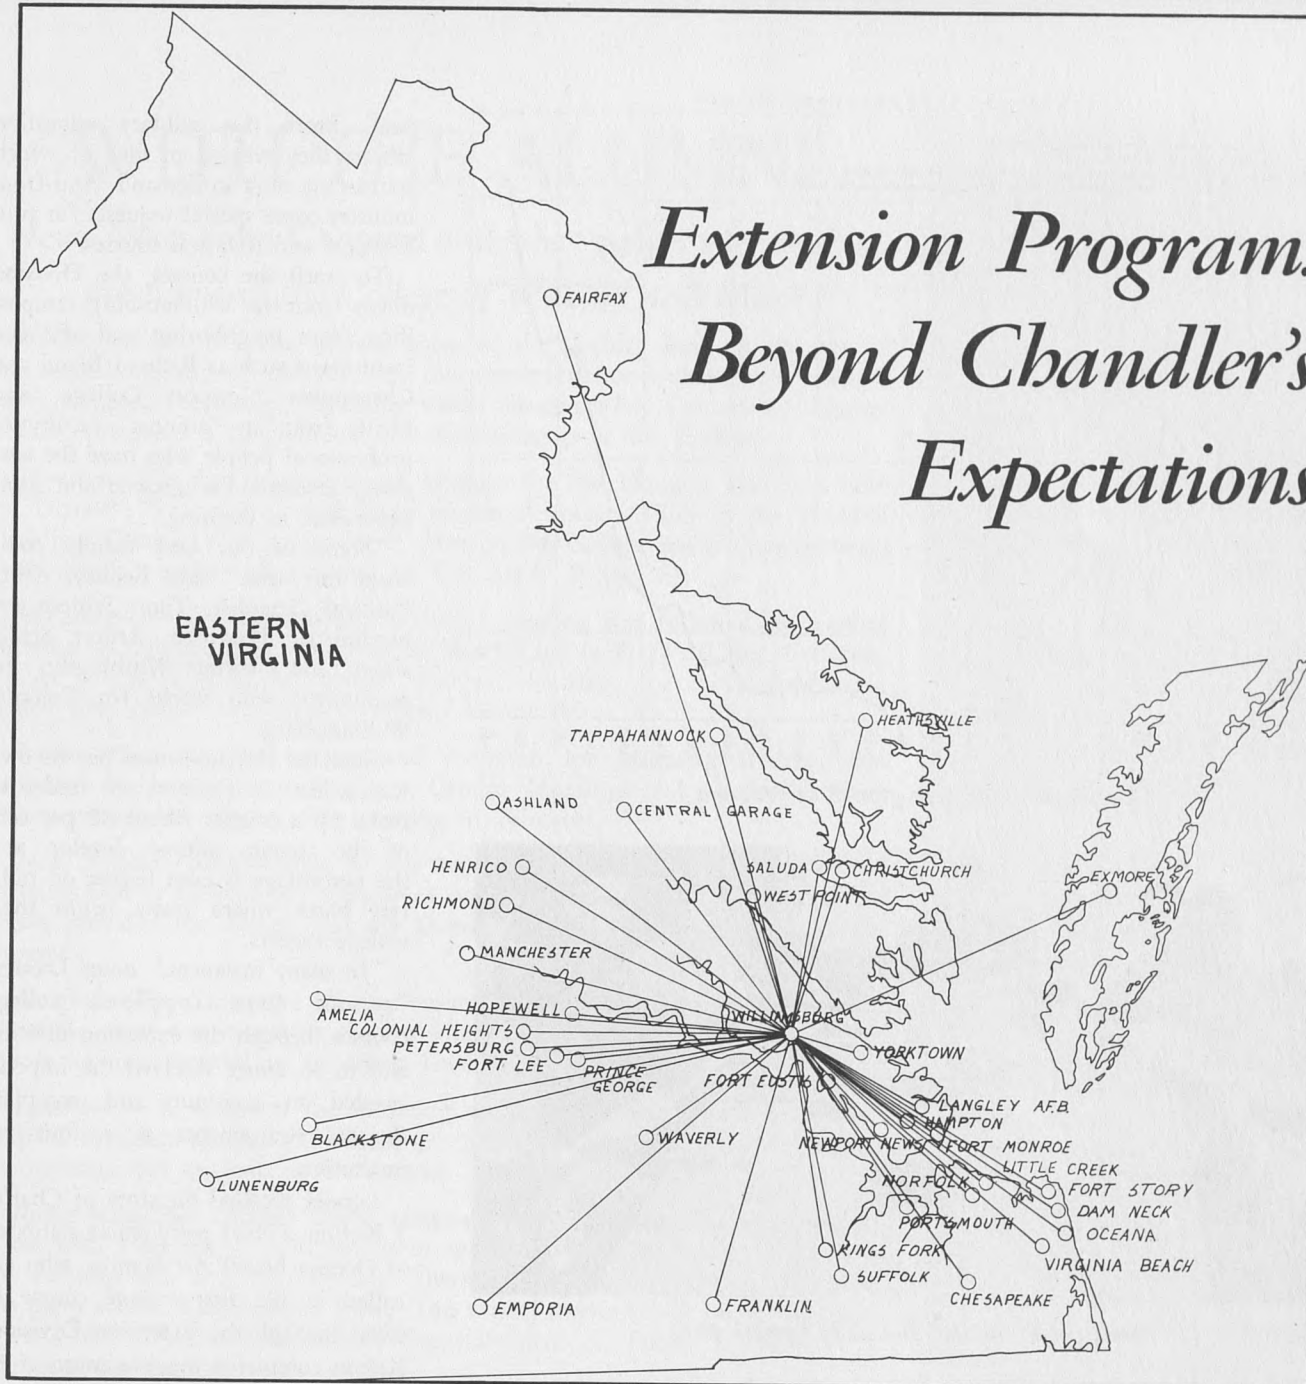 Extension Programs
Beyond Chandler's
Expectations
FAIRFAX
EASTERN
VIRGINIA
HEATHSVILLE
TAPPAHANNOCK
ASHLAND
CENTRAL GARAGE
HENRICO
SALUDA
CHRISTCHURCH
EXMORE
WEST POINT
RICHMOND
MANCHESTER
AMELIA
HOPEWELL
WILLIMSBURG
COLONIAL HEIGHTS
PETERSBURG
YORKTOWN
FORT LEE
PRINCE
GEORGE
FORT EUSTIS
LANGLEY A.F.B.
HAMPTON
BLACKSTONE
WAVERLY
NEWPORT NEWS
FORT MONROE
LITTLE CREEK
LUNENBURG
NORFOLK
FORT STORY
DAM NECK
PORTSMOUTH
OCEANA
KINGS FORK
VIRGINIA BEACH
SUFFOLK
CHESAPEAKE
EMPORIA
FRANKLIN